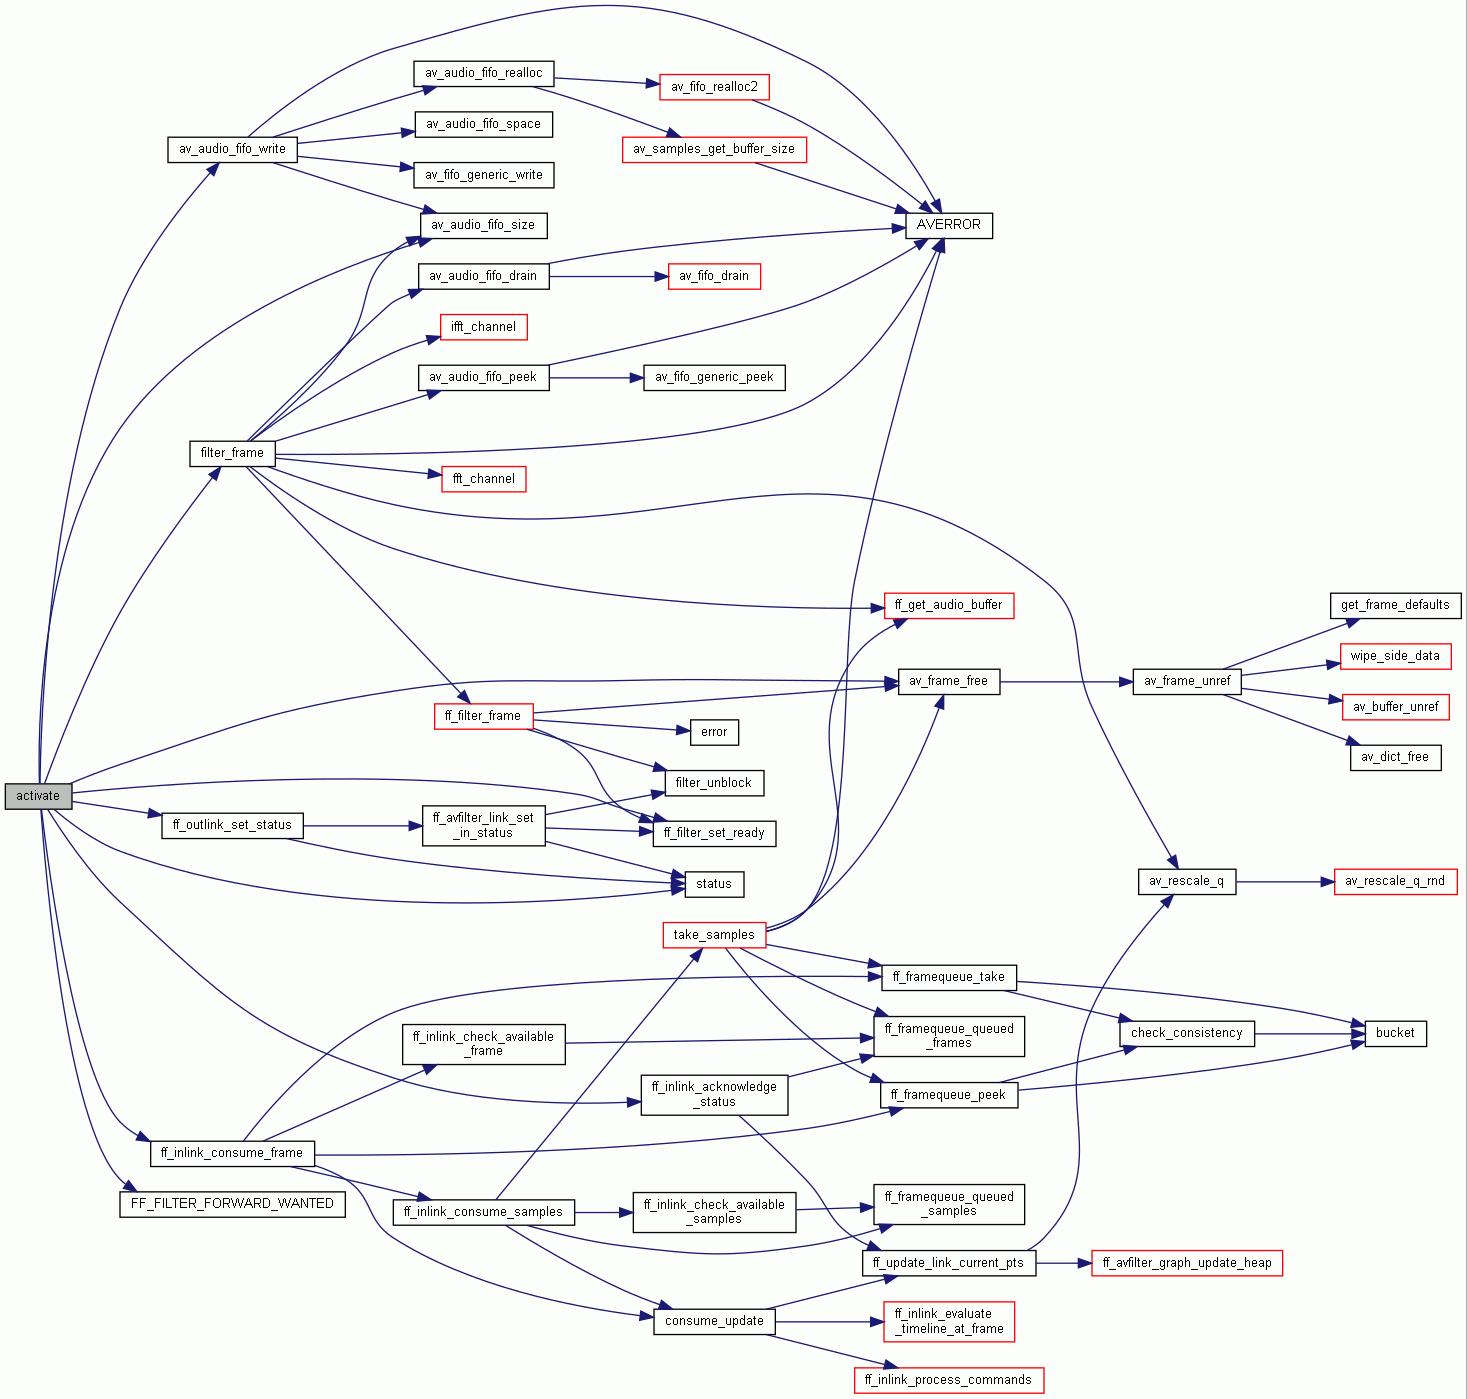 av_audio_fifo_realloc
av_fifo_realloc2
av_audio_fifo_space
av_audio_fifo_write
av_samples_get_buffer_size
av_fifo_generic_write
av_audio_fifo_size
AVERROR
av_audio_fifo_drain
av_fifo_drain
ifft_channel
av_audio_fifo_peek
av_fifo_generic_peek
filter_frame
fft_channel
ff_get_audio_buffer
get_frame_defaults
wipe_side_data
av_frame_free
av_frame_unref
av_buffer_unref
ff_filter_frame
error
av_dict_free
filter_unblock
activate
ff_outlink_set_status
ff_avfilter_link_set
_in_status
ff_filter_set_ready
status
av_rescale_q
av_rescale_q_rnd
take_samples
ff_framequeue_take
ff_inlink_check_available
_frame
ff_framequeue_queued
_frames
check_consistency
bucket
ff_inlink_acknowledge
_status
ff_framequeue_peek
ff_inlink_consume_frame
FF_FILTER_FORWARD_WANTED
ff_inlink_consume_samples
ff_inlink_check_available
_samples
ff_framequeue_queued
_samples
ff_update_link_current_pts
ff_avfilter_graph_update_heap
consume_update
ff_inlink_evaluate
_timeline_at_frame
ff_inlink_process_commands